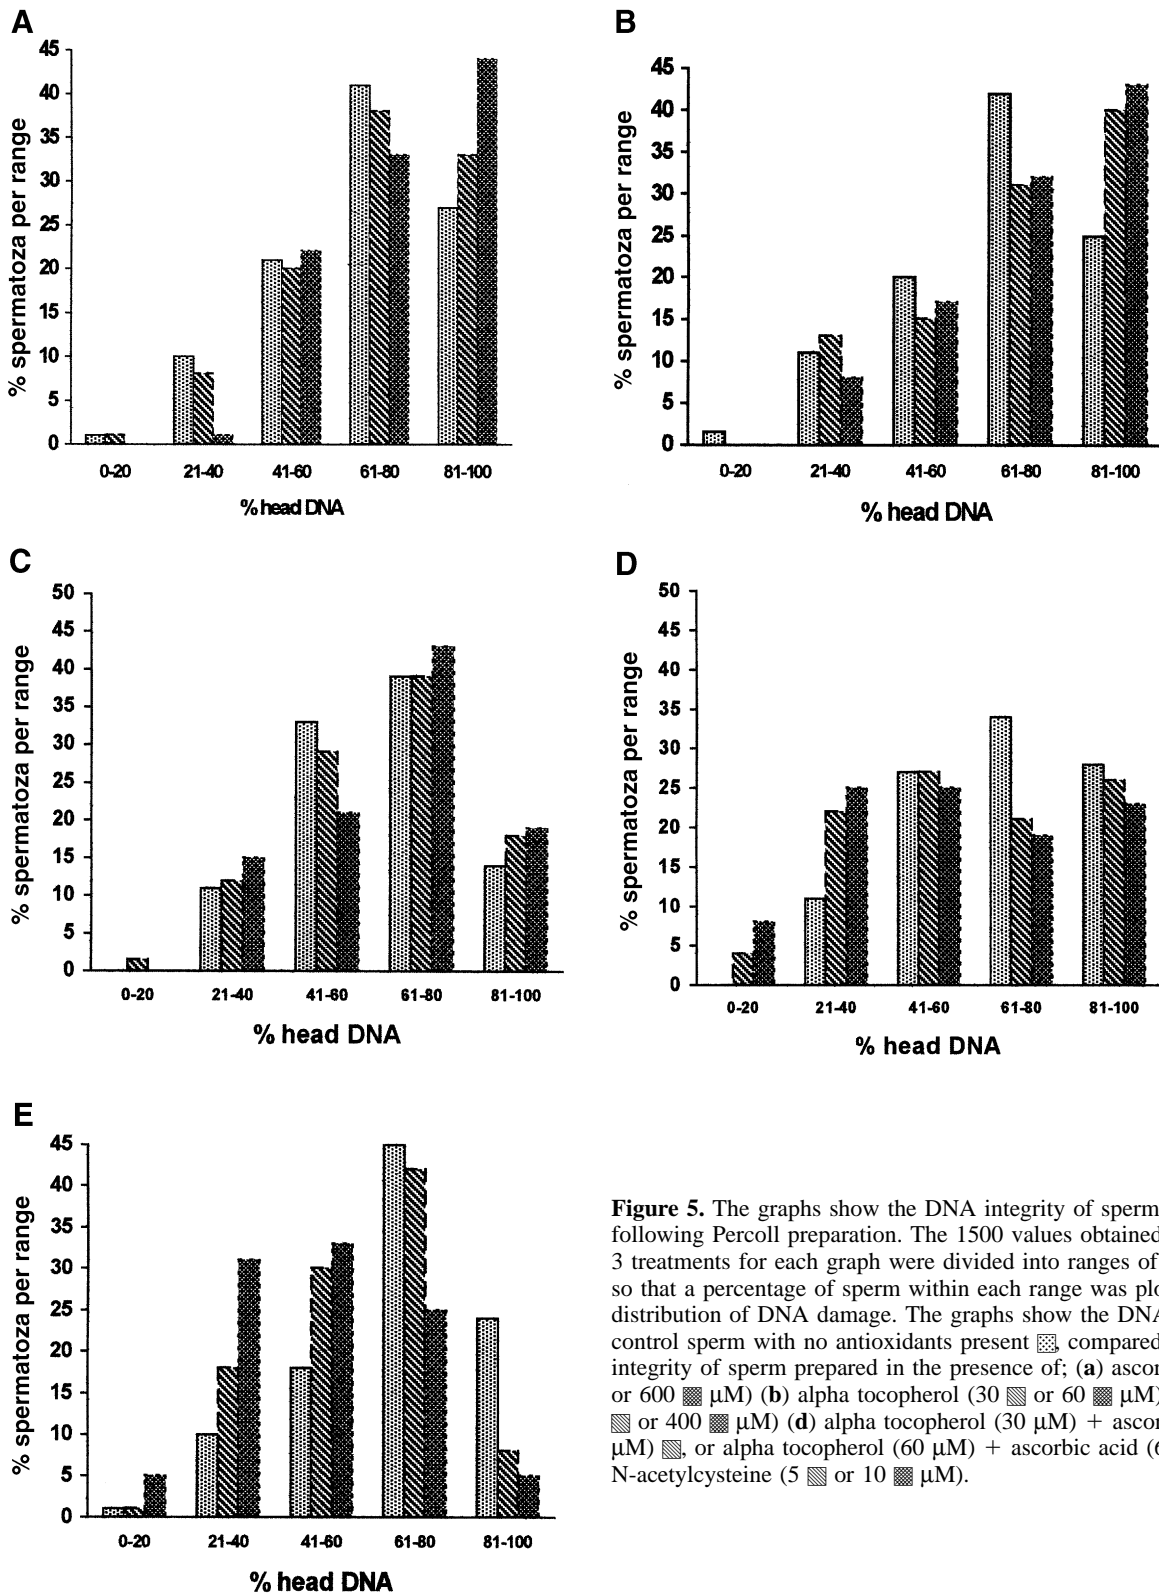 A
45
40
35
30
25
20
15
10
5
0
% spermatoza per range
0-20 21-40 41-60 61-80 81-100
% head DNA
B
45
40
35
30
25
20
15
10
5
0
% spermatoza per range
0-20 21-40 41-60 61-80 81-100
% head DNA
C
50
45
40
35
30
25
20
15
10
5
0
% spermatoza per range
0-20 21-40 41-60 61-80 81-100
% head DNA
D
50
45
40
35
30
25
20
15
10
5
0
% spermatoza per range
0-20 21-40 41-60 61-80 81-100
% head DNA
E
45
40
35
30
25
20
15
10
5
0
% spermatoza per range
0-20 21-40 41-60 61-80 81-100
% head DNA
Figure 5. The graphs show the DNA integrity of sperm
following Percoll preparation. The 1500 values obtained
3 treatments for each graph were divided into ranges of
so that a percentage of sperm within each range was plo
distribution of DNA damage. The graphs show the DNA
control sperm with no antioxidants present , compared
integrity of sperm prepared in the presence of; (a) ascor
or 600 μM) (b) alpha tocopherol (30 or 60 μM)
or 400 μM) (d) alpha tocopherol (30 μM) + ascor
μM) , or alpha tocopherol (60 μM) + ascorbic acid (6
N-acetylcysteine (5 or 10 μM).